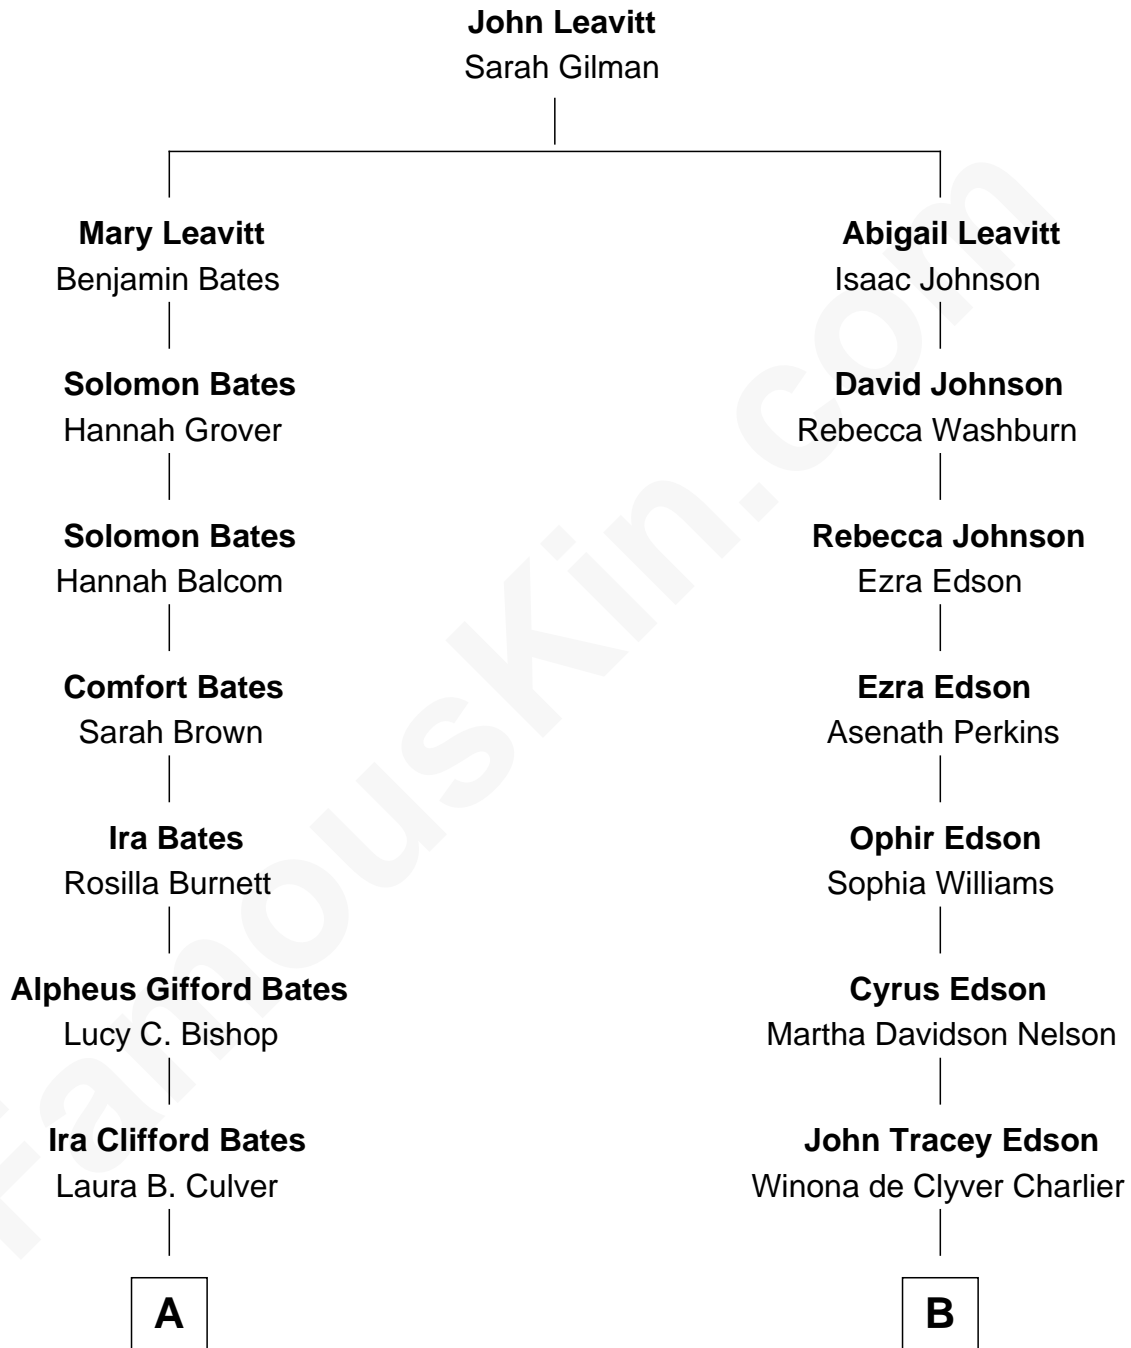 John Leavitt
Sarah Gilman
Mary Leavitt
Benjamin Bates
Abigail Leavitt
Isaac Johnson
Solomon Bates
Hannah Grover
David Johnson
Rebecca Washburn
Solomon Bates
Hannah Balcom
Rebecca Johnson
Ezra Edson
Comfort Bates
Sarah Brown
Ezra Edson
Asenath Perkins
Ira Bates
Rosilla Burnett
Ophir Edson
Sophia Williams
Alpheus Gifford Bates
Lucy C. Bishop
Cyrus Edson
Martha Davidson Nelson
Ira Clifford Bates
Laura B. Culver
John Tracey Edson
Winona de Clyver Charlier
A
B
FamousKin.com